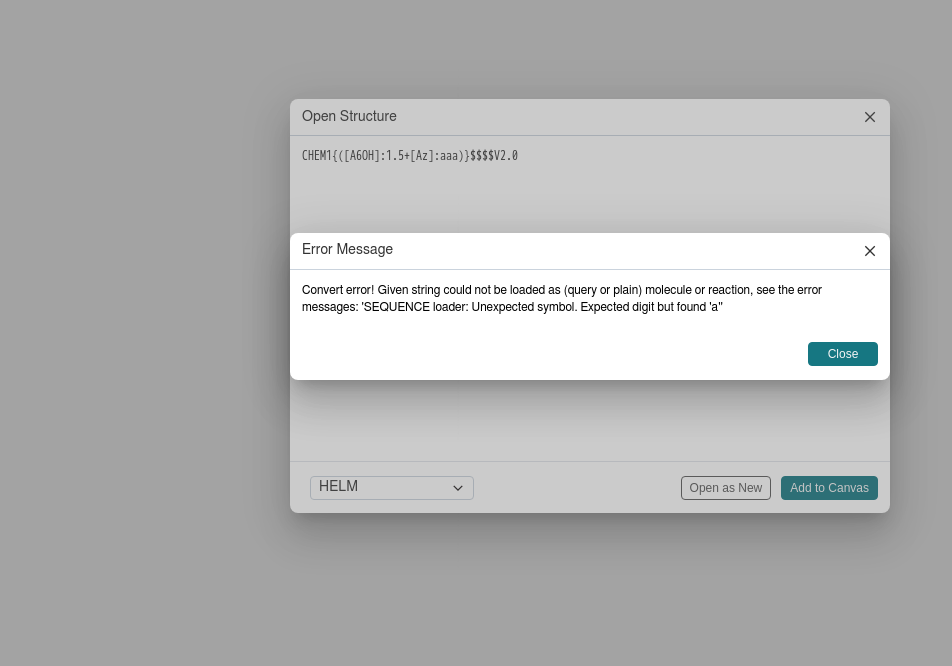 Open Structure
CHEM1{([A6OH]:1.5+[Az]:aaa)}$$$$V2.0
Error Message
Convert error! Given string could not be loaded as (query or plain) molecule or reaction, see the error
messages: 'SEQUENCE loader: Unexpected symbol. Expected digit but found 'a''
Close
HELM
Open as New
Add to Canvas